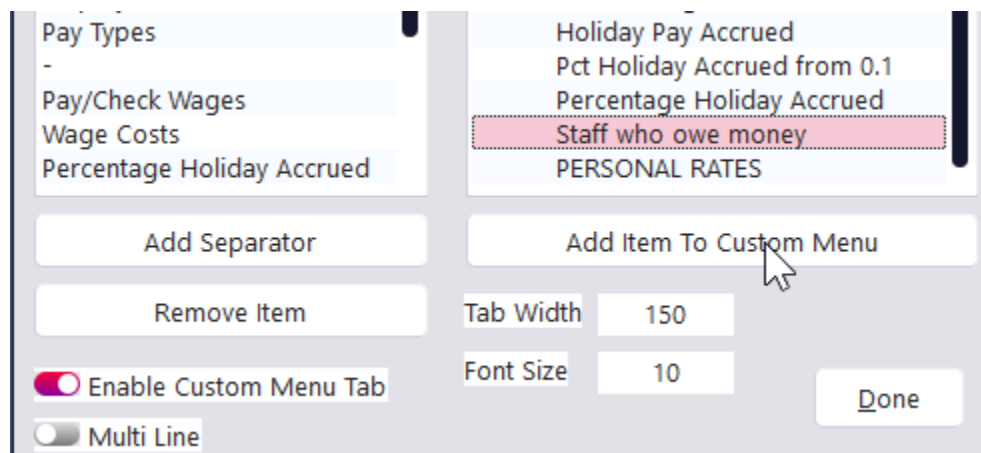 Pay Types
-
Pay/Check Wages
Wage Costs
Percentage Holiday Accrued
Holiday Pay Accrued
Pct Holiday Accrued from 0.1
Percentage Holiday Accrued
Staff who owe money
PERSONAL RATES
Add Separator
Add Item To Custom Menu
Remove Item
Tab Width 150
Font Size 10
Enable Custom Menu Tab
Multi Line
Done